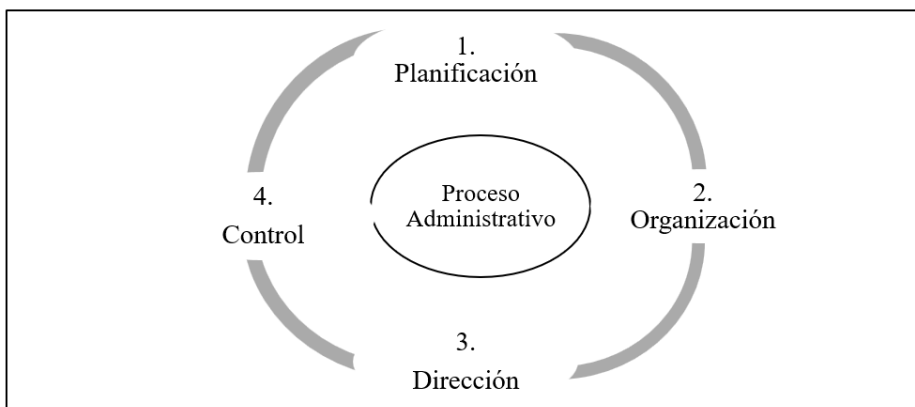 1.
Planificación
2.
Organización
3.
Dirección
4.
Control
Proceso
Administrativo